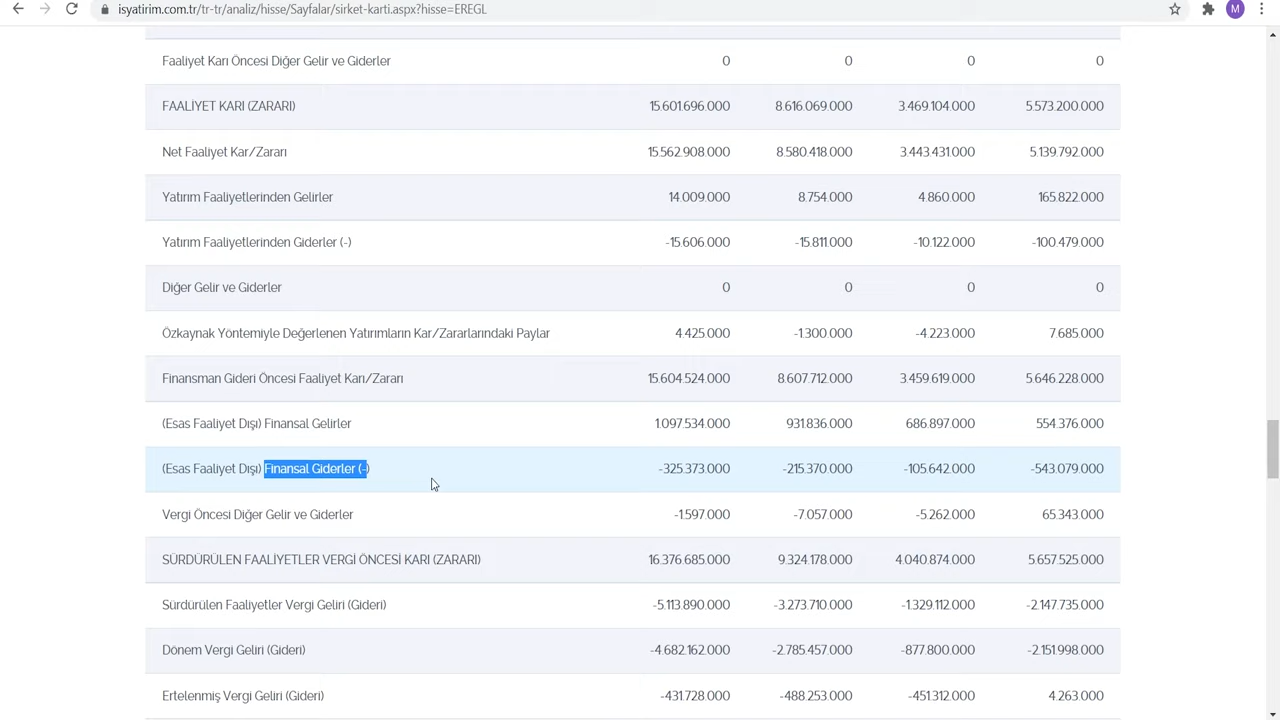 isyatirim.com.tr/tr-tr/analiz/hisse/Sayfalar/sirket-karti.aspx?hisse=EREGL
M
Faaliyet Karı Öncesi Diğer Gelir ve Giderler 0 0 0 0
FAALİYET KARI (ZARARI) 15.601.696.000 8.616.069.000 3.469.104.000 5.573.200.000
Net Faaliyet Kar/Zararı 15.562.908.000 8.580.418.000 3.443.431.000 5.139.792.000
Yatırım Faaliyetlerinden Gelirler 14.009.000 8.754.000 4.860.000 165.822.000
Yatırım Faaliyetlerinden Giderler (-) -15.606.000 -15.811.000 -10.122.000 -100.479.000
Diğer Gelir ve Giderler 0 0 0 0
Özkaynak Yöntemiyle Değerlenen Yatırımların Kar/Zararlarındaki Paylar 4.425.000 -1.300.000 -4.223.000 7.685.000
Finansman Gideri Öncesi Faaliyet Karı/Zararı 15.604.524.000 8.607.712.000 3.459.619.000 5.646.228.000
(Esas Faaliyet Dışı) Finansal Gelirler 1.097.534.000 931.836.000 686.897.000 554.376.000
(Esas Faaliyet Dışı) Finansal Giderler (-) -325.373.000 -215.370.000 -105.642.000 -543.079.000
Vergi Öncesi Diğer Gelir ve Giderler -1.597.000 -7.057.000 -5.262.000 65.343.000
SÜRDÜRÜLEN FAALİYETLER VERGİ ÖNCESİ KARI (ZARARI) 16.376.685.000 9.324.178.000 4.040.874.000 5.657.525.000
Sürdürülen Faaliyetler Vergi Geliri (Gideri) -5.113.890.000 -3.273.710.000 -1.329.112.000 -2.147.735.000
Dönem Vergi Geliri (Gideri) -4.682.162.000 -2.785.457.000 -877.800.000 -2.151.998.000
Ertelenmiş Vergi Geliri (Gideri) -431.728.000 -488.253.000 -451.312.000 4.263.000